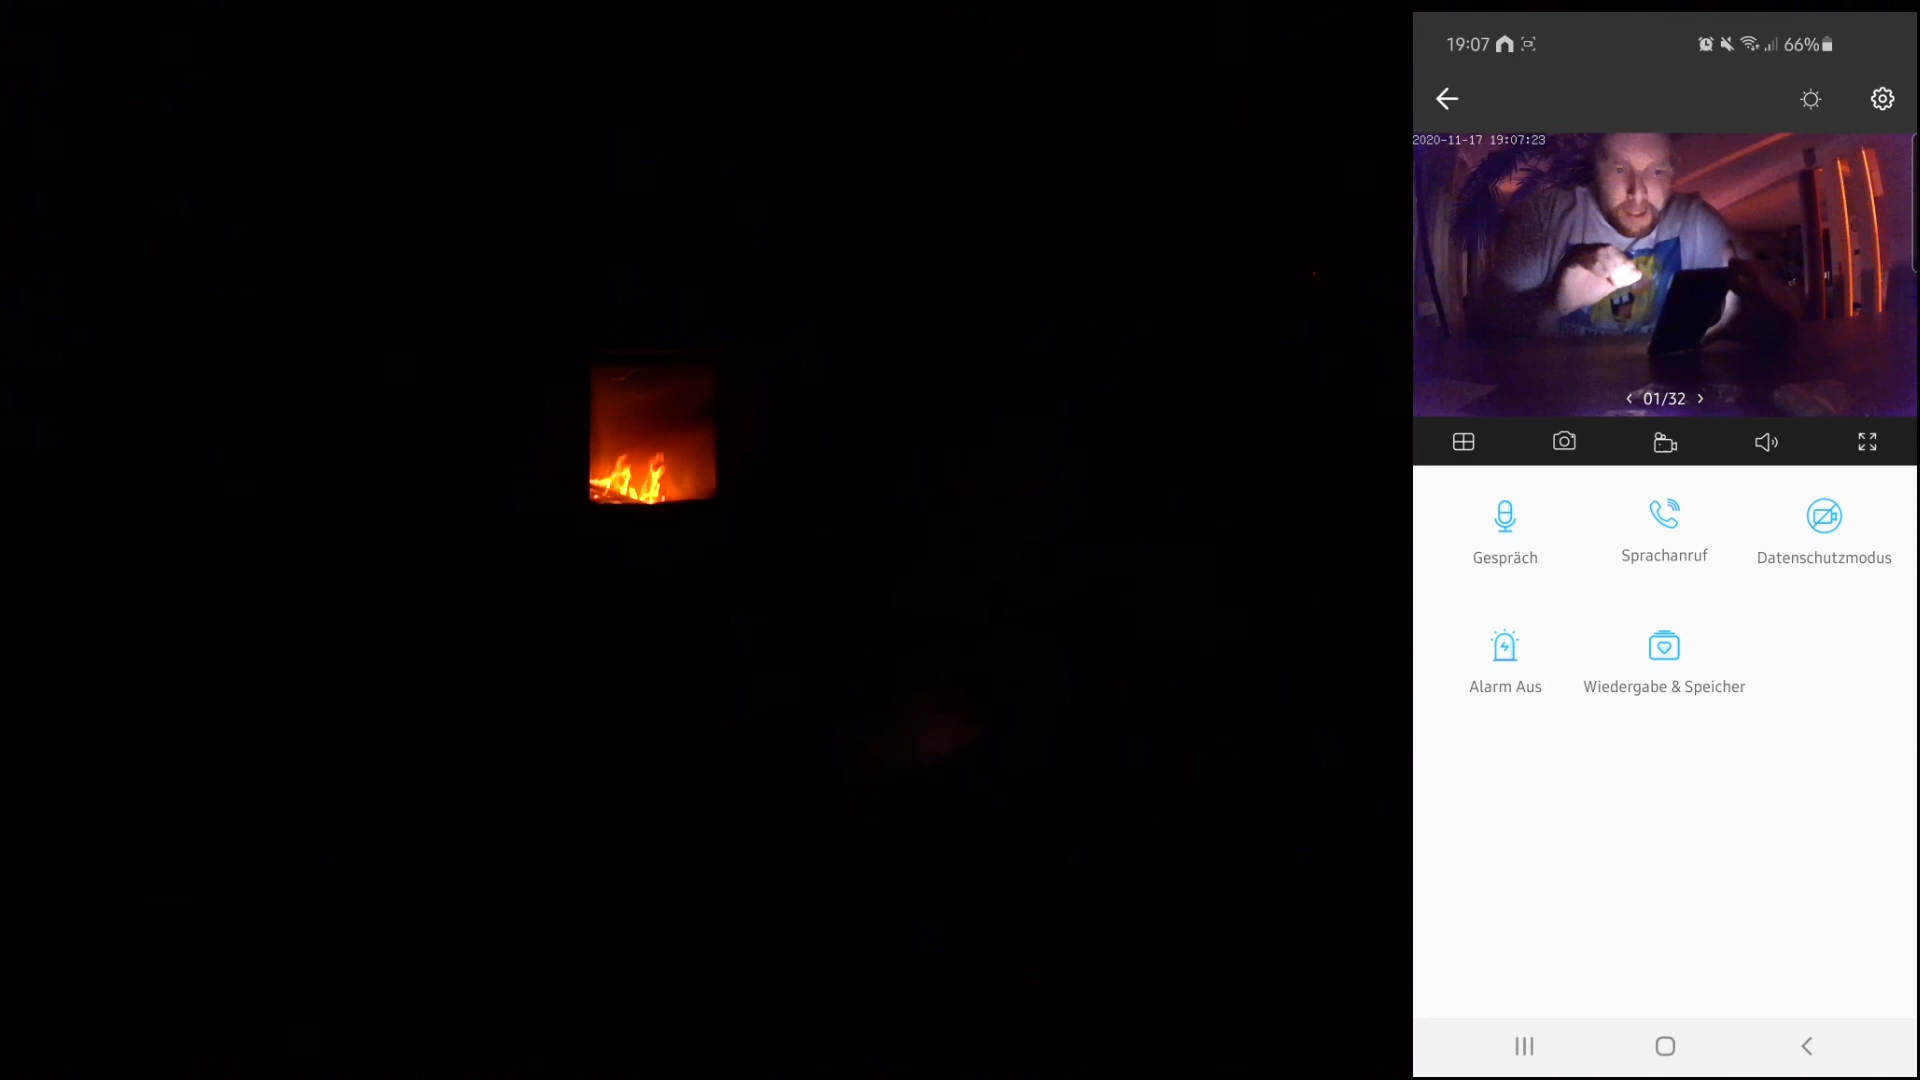 19:07
66%
2020-11-17 19:07:23
01/32
Gespräch
Sprachanruf
Datenschutzmodus
Alarm Aus
Wiedergabe & Speicher